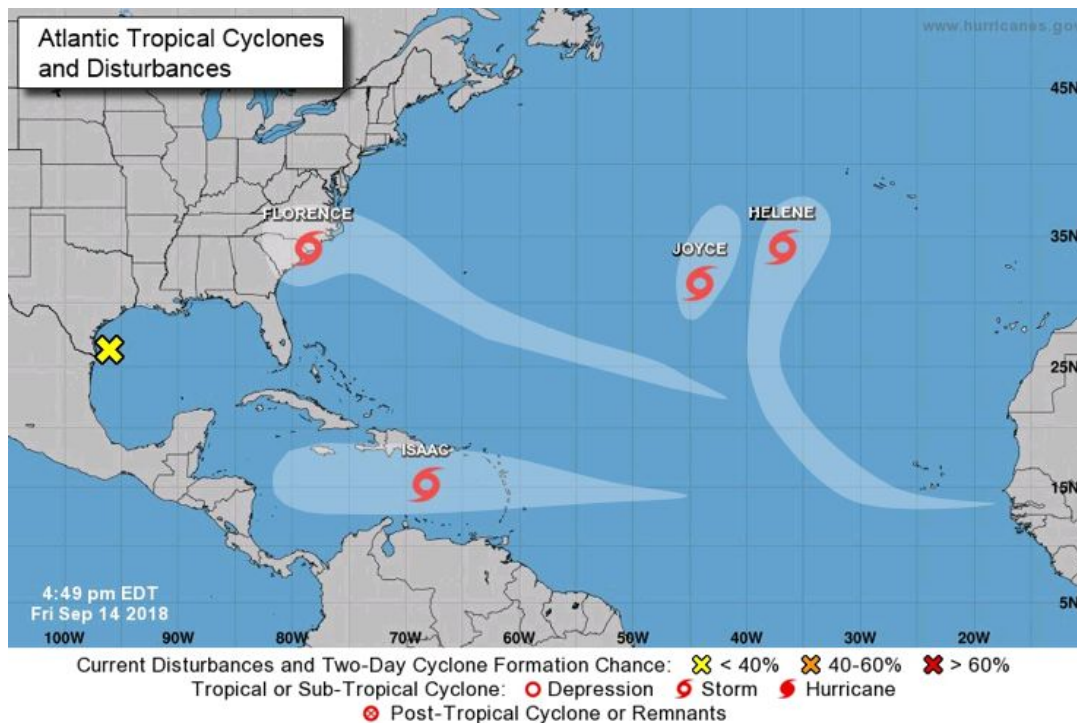 Atlantic Tropical Cyclones
and Disturbances
www.hurricanes.gov
45N
FLORENCE
HELENE
35N
JOYCE
25N
ISAAC
15N
4:49 pm EDT
Fri Sep 14 2018
5N
100W 90W 80W 70W 60W 50W 40W 30W 20W
Current Disturbances and Two-Day Cyclone Formation Chance: < 40% 40-60% > 60%
Tropical or Sub-Tropical Cyclone: Depression Storm Hurricane
Post-Tropical Cyclone or Remnants